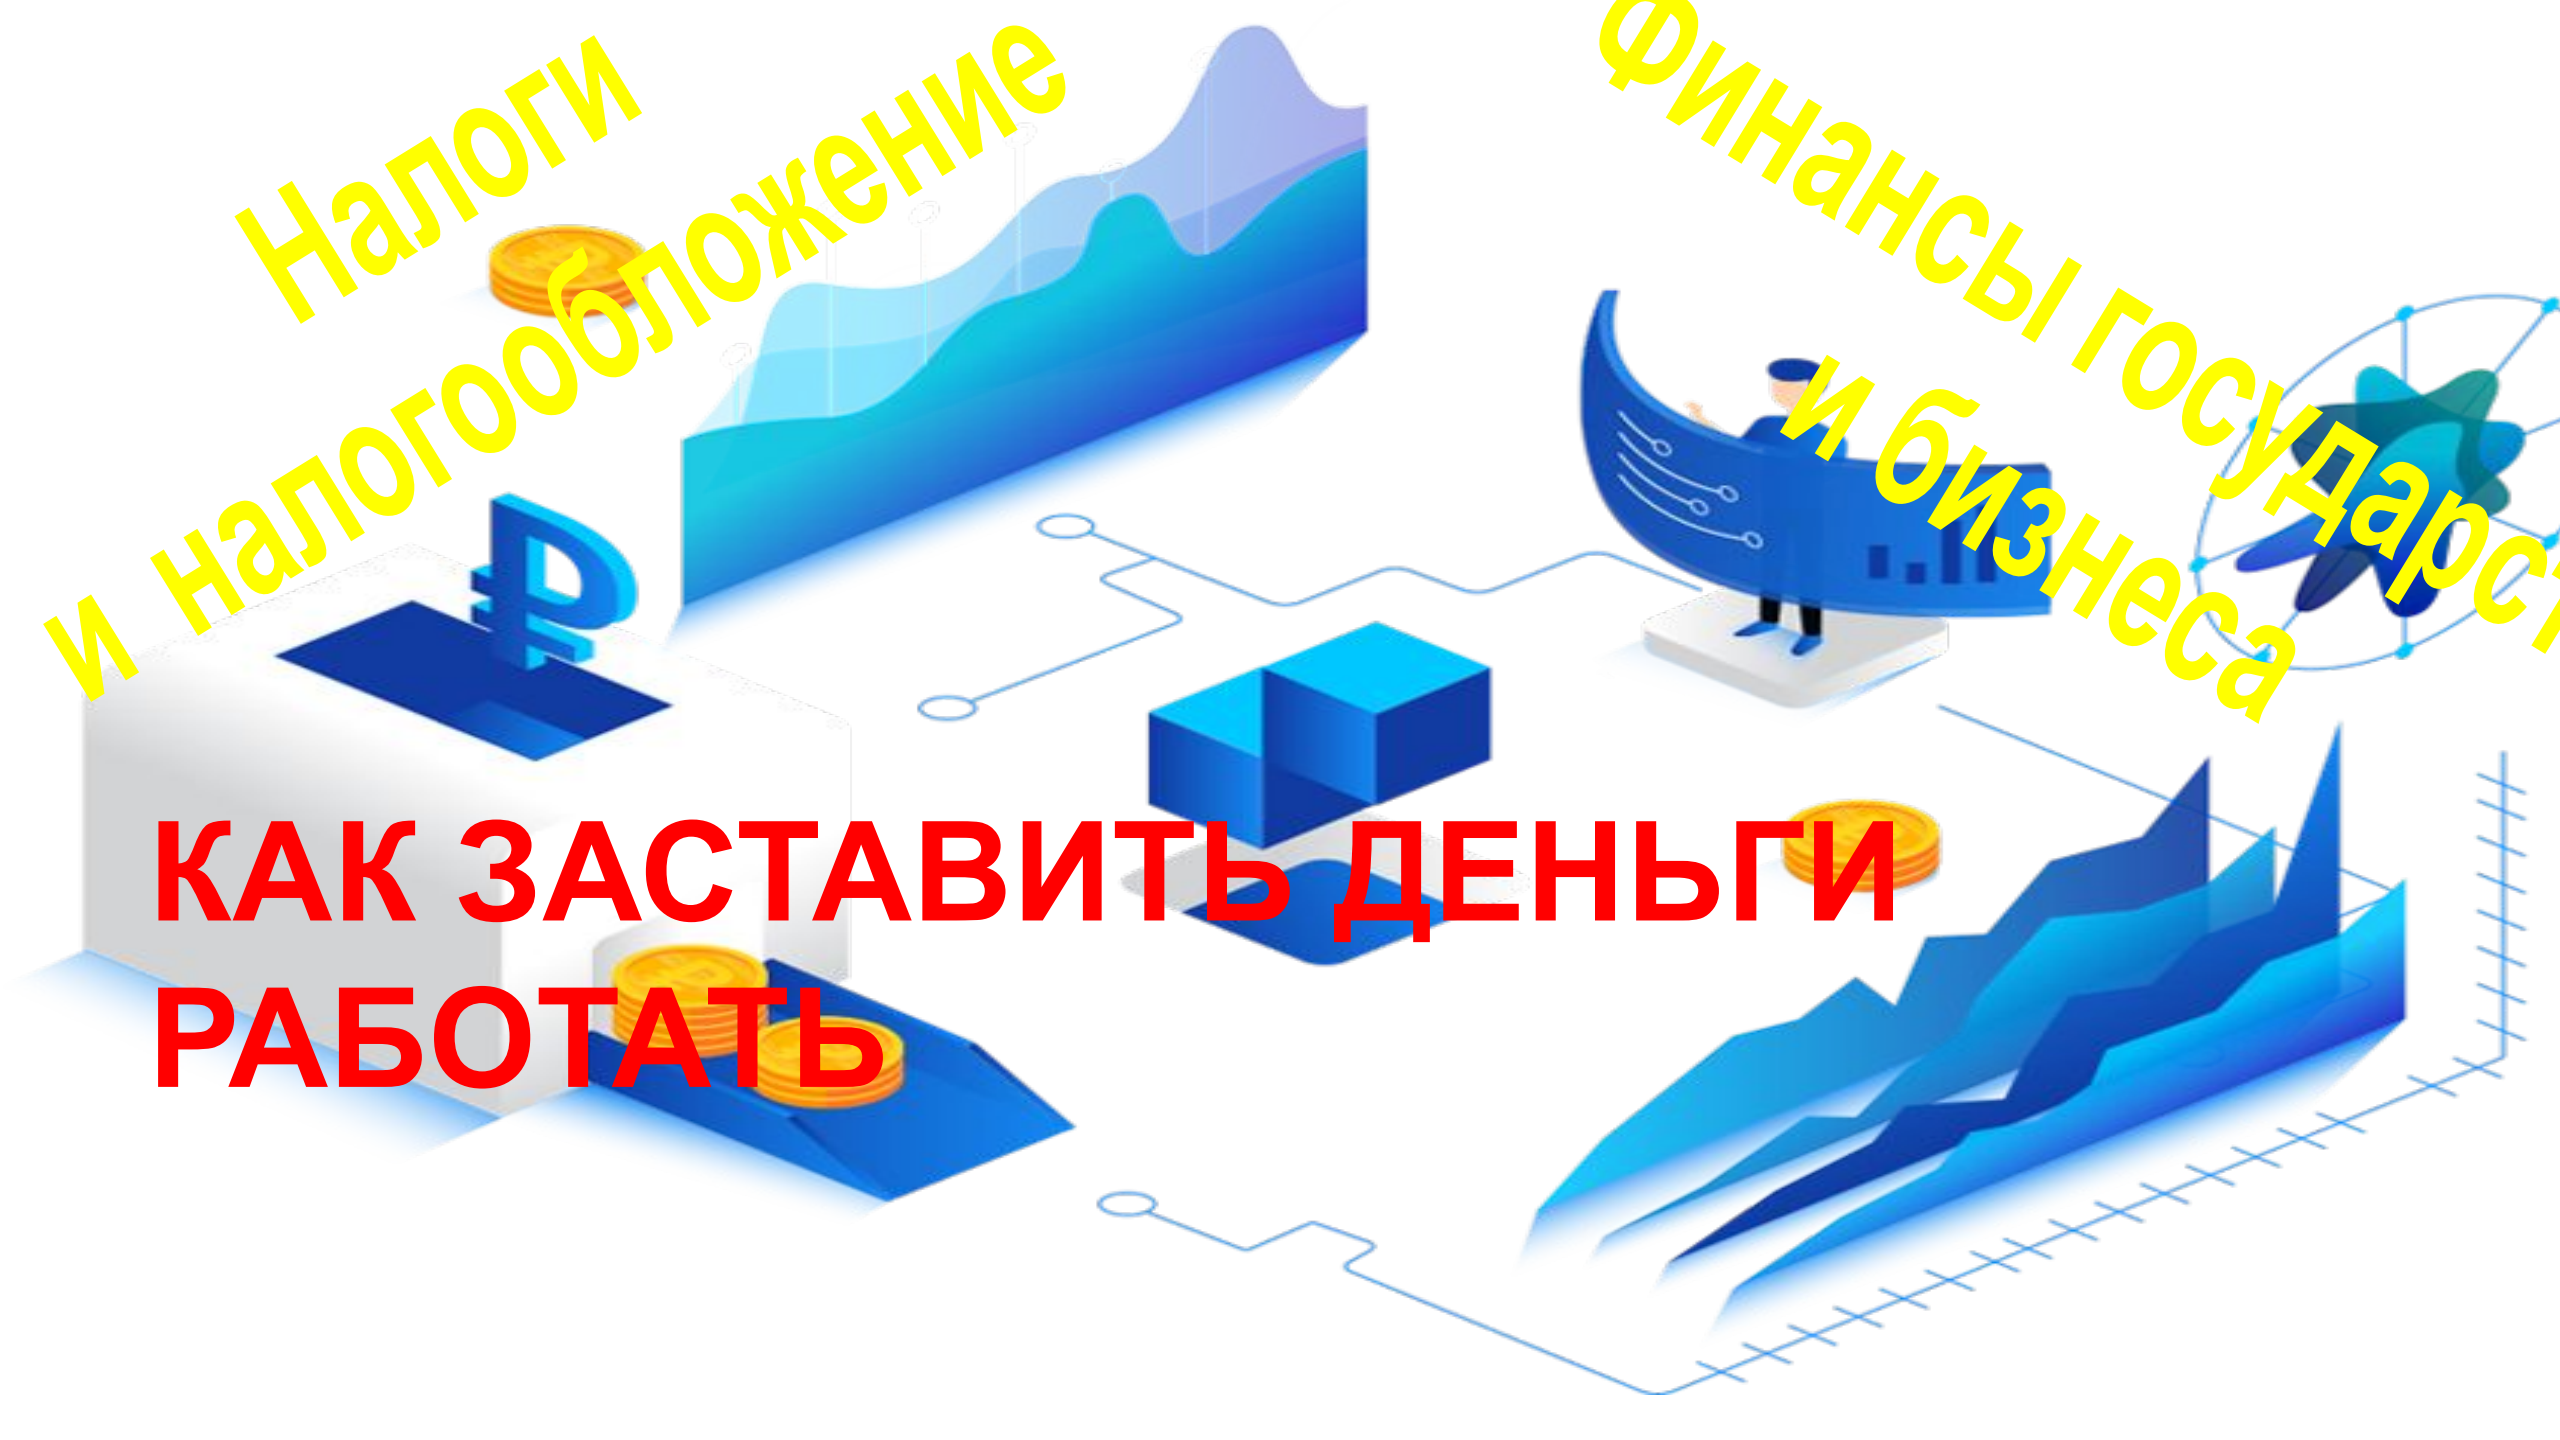 Налоги
и налогообложение
Финансы государст
и бизнеса
КАК ЗАСТАВИТЬ ДЕНЬГИ
РАБОТАТЬ